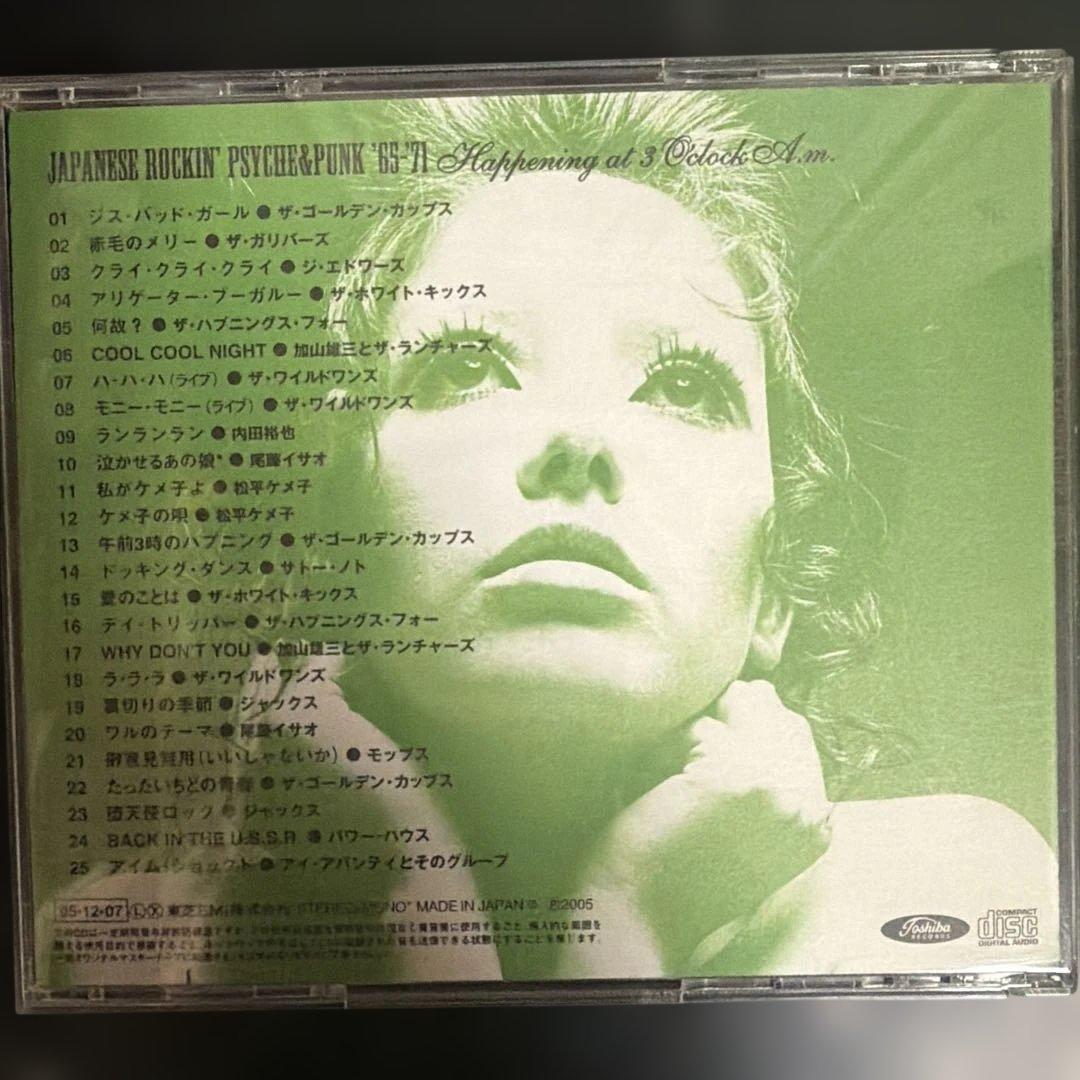 JAPANESE ROCKIN' PSYCHE&PUNK '65-'71 Happening at 3 O'clock A.m.
01 ジス・バッド・ガール ● ザ・ゴールデン・カップス
02 赤毛のメリー ● ザ・ガリバーズ
03 クライ・クライ・クライ ● ジ・エドワーズ
04 アリゲーター・ブーガルー ● ザ・ホワイト・キックス
05 何故? ● ザ・ハプニングス・フォー
06 COOL COOL NIGHT ● 加山雄三とザ・ランチャーズ
07 ハ・ハ・ハ(ライブ) ● ザ・ワイルドワンズ
08 モニー・モニー(ライブ) ● ザ・ワイルドワンズ
09 ランランラン ● 内田裕也
10 泣かせるあの娘* ● 尾藤イサオ
11 私がケメ子よ ● 松平ケメ子
12 ケメ子の唄 ● 松平ケメ子
13 午前3時のハプニング ● ザ・ゴールデン・カップス
14 ドッキング・ダンス ● サトー・ノト
15 愛のことは ● ザ・ホワイト・キックス
16 デイ・トリッパー ● ザ・ハプニングス・フォー
17 WHY DON'T YOU ● 加山雄三とザ・ランチャーズ
18 ラ・ラ・ラ ● ザ・ワイルドワンズ
19 裏切りの季節 ● ジャックス
20 ワルのテーマ ● 尾藤イサオ
21 御意見無用(いいじゃないか) ● モップス
22 たったいちどの青春 ● ザ・ゴールデン・カップス
23 堕天使ロック ● ジャックス
24 BACK IN THE U.S.S.R. ● パワー・ハウス
25 アイム・ショックト ● アイ・アバンティとそのグループ
05・12・07 Ⓛ Ⓧ 東芝EMI株式会社 STEREO/MONO* MADE IN JAPAN ℗2005
Toshiba RECORDS
COMPACT disc DIGITAL AUDIO